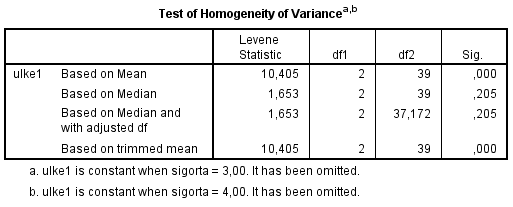 Test of Homogeneity of Variance a,b
Levene Statistic df1 df2 Sig.
ulke1 Based on Mean 10,405 2 39 ,000
Based on Median 1,653 2 39 ,205
Based on Median and with adjusted df 1,653 2 37,172 ,205
Based on trimmed mean 10,405 2 39 ,000
a. ulke1 is constant when sigorta = 3,00. It has been omitted.
b. ulke1 is constant when sigorta = 4,00. It has been omitted.